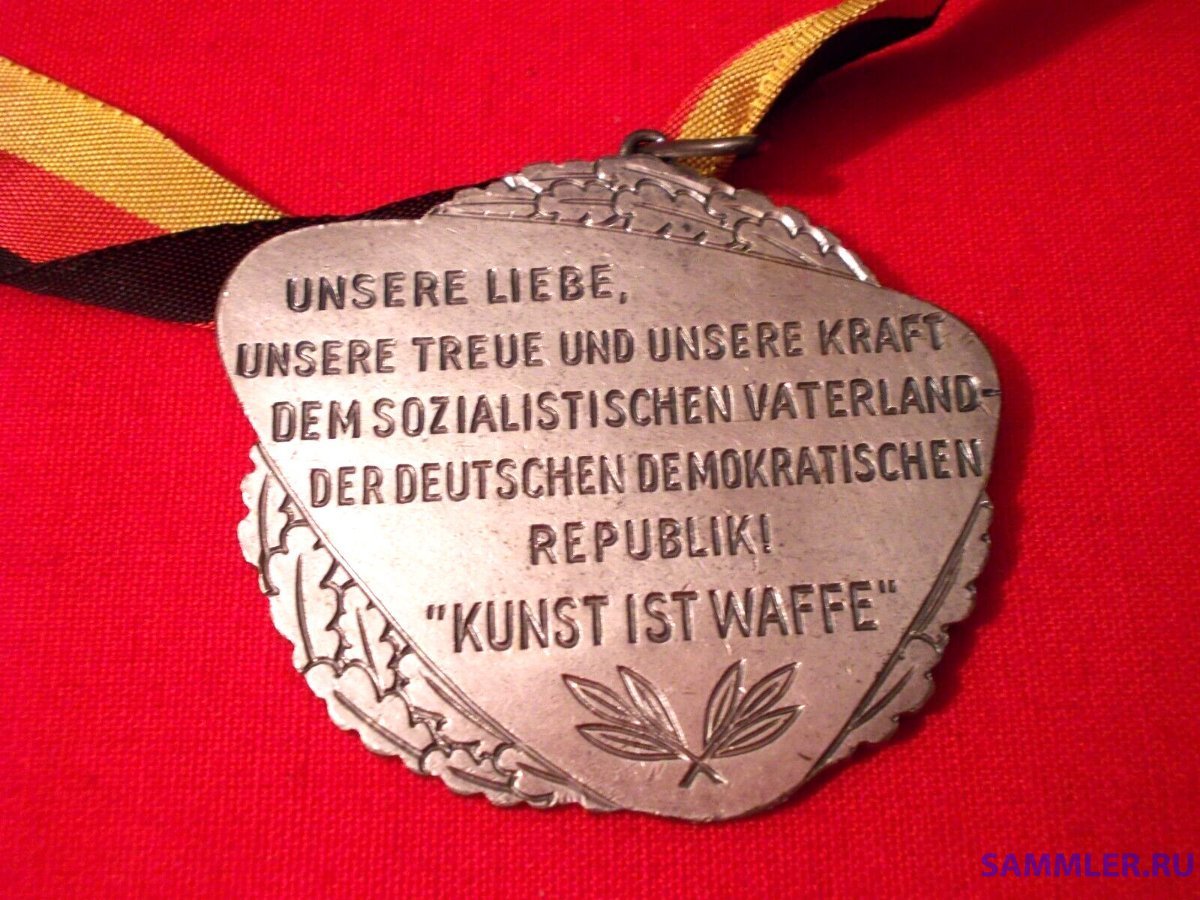 UNSERE LIEBE,
UNSERE TREUE UND UNSERE KRAFT
DEM SOZIALISTISCHEN VATERLAND-
DER DEUTSCHEN DEMOKRATISCHEN
REPUBLIK!
"KUNST IST WAFFE"
SAMMLER.RU